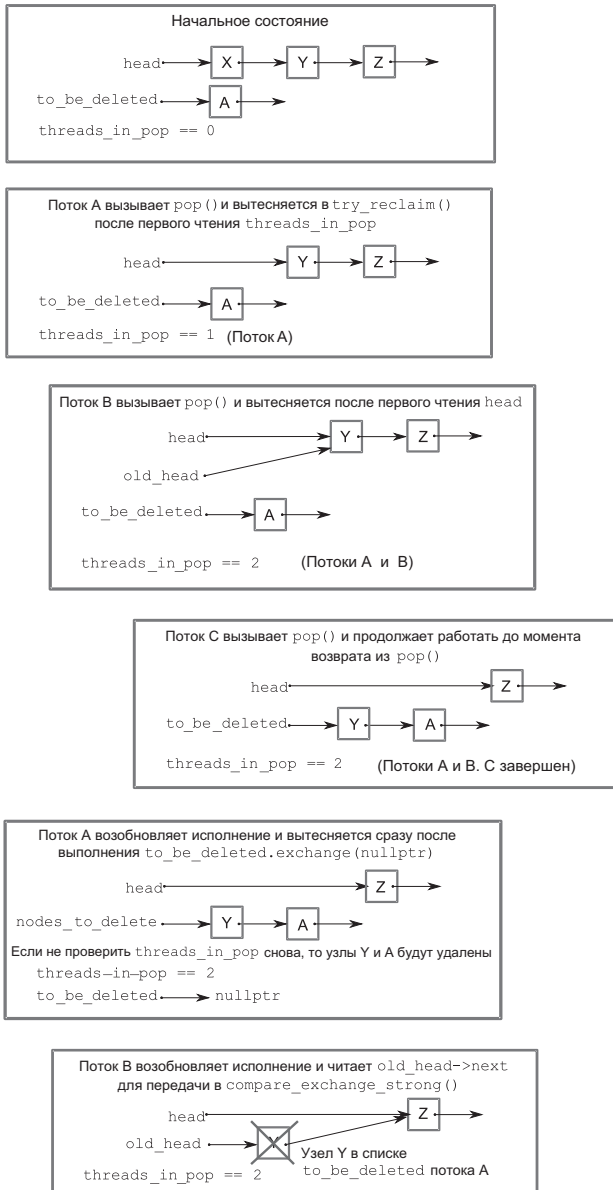 Начальное состояние
head X Y Z
to_be_deleted A
threads_in_pop == 0
Поток A вызывает pop() и вытесняется в try_reclaim()
после первого чтения threads_in_pop
head Y Z
to_be_deleted A
threads_in_pop == 1 (Поток A)
Поток B вызывает pop() и вытесняется после первого чтения head
head Y Z
old_head
to_be_deleted A
threads_in_pop == 2 (Потоки A и B)
Поток C вызывает pop() и продолжает работать до момента
возврата из pop()
head Z
to_be_deleted Y A
threads_in_pop == 2 (Потоки A и B. C завершен)
Поток A возобновляет исполнение и вытесняется сразу после
выполнения to_be_deleted.exchange(nullptr)
head Z
nodes_to_delete Y A
Если не проверить threads_in_pop снова, то узлы Y и A будут удалены
threads—in—pop == 2
to_be_deleted nullptr
Поток B возобновляет исполнение и читает old_head->next
для передачи в compare_exchange_strong()
head Z
old_head Y
Узел Y в списке
threads_in_pop == 2 to_be_deleted потока A